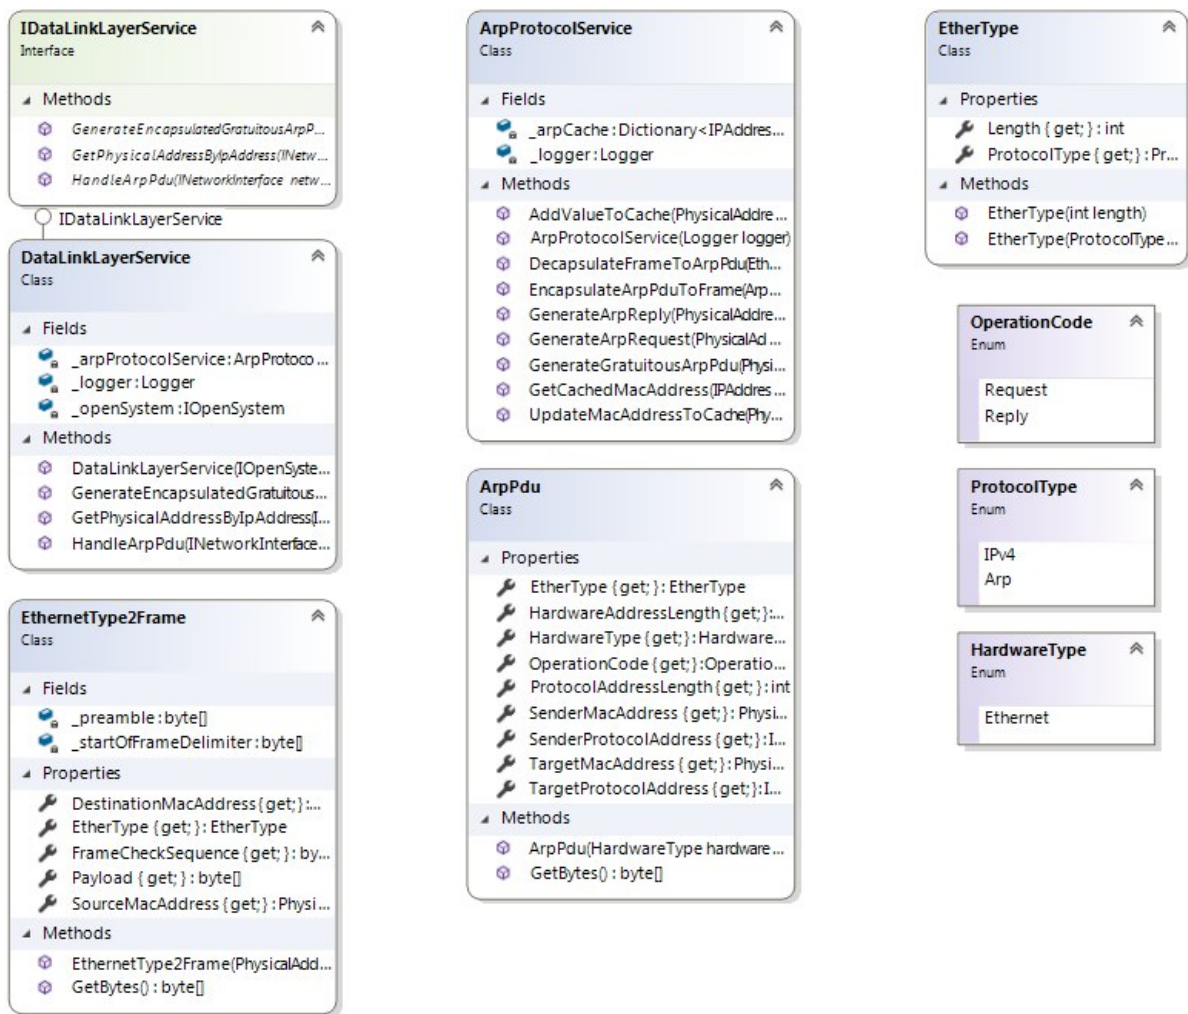 IDataLinkLayerService
Interface
Methods
GenerateEncapsulatedGratuitousArpP...
GetPhysicalAddressByIpAddress(INetw...
HandleArpPdu(INetworkInterface netw...
IDataLinkLayerService
DataLinkLayerService
Class
Fields
_arpProtocolService:ArpProtoco...
_logger:Logger
_openSystem:IOpenSystem
Methods
DataLinkLayerService(IOpenSyste...
GenerateEncapsulatedGratuitous...
GetPhysicalAddressByIpAddress(I...
HandleArpPdu(INetworkInterface...
EthernetType2Frame
Class
Fields
_preamble:byte[]
_startOfFrameDelimiter:byte[]
Properties
DestinationMacAddress{get;}:...
EtherType {get;}: EtherType
FrameCheckSequence {get;}: by...
Payload {get;}: byte[]
SourceMacAddress {get;}: Physi...
Methods
EthernetType2Frame(PhysicalAdd...
GetBytes() : byte[]
ArpProtocolService
Class
Fields
_arpCache:Dictionary<IPAddres...
_logger:Logger
Methods
AddValueToCache(PhysicalAddre...
ArpProtocolService(Logger logger)
DecapsulateFrameToArpPdu(Eth...
EncapsulateArpPduToFrame(Arp...
GenerateArpReply(PhysicalAddre...
GenerateArpRequest(PhysicalAd...
GenerateGratuitousArpPdu(Physi...
GetCachedMacAddress(IPAddres...
UpdateMacAddressToCache(Phy...
ArpPdu
Class
Properties
EtherType {get;}: EtherType
HardwareAddressLength {get;}:...
HardwareType {get;}:Hardware...
OperationCode {get;}:Operatio...
ProtocolAddressLength{get;}:int
SenderMacAddress {get;}: Physi...
SenderProtocolAddress {get;}:I...
TargetMacAddress {get;}: Physi...
TargetProtocolAddress {get;}:I...
Methods
ArpPdu(HardwareType hardware...
GetBytes() : byte[]
EtherType
Class
Properties
Length {get;}: int
ProtocolType {get;}: Pr...
Methods
EtherType(int length)
EtherType(ProtocolType...
OperationCode
Enum
Request
Reply
ProtocolType
Enum
IPv4
Arp
HardwareType
Enum
Ethernet